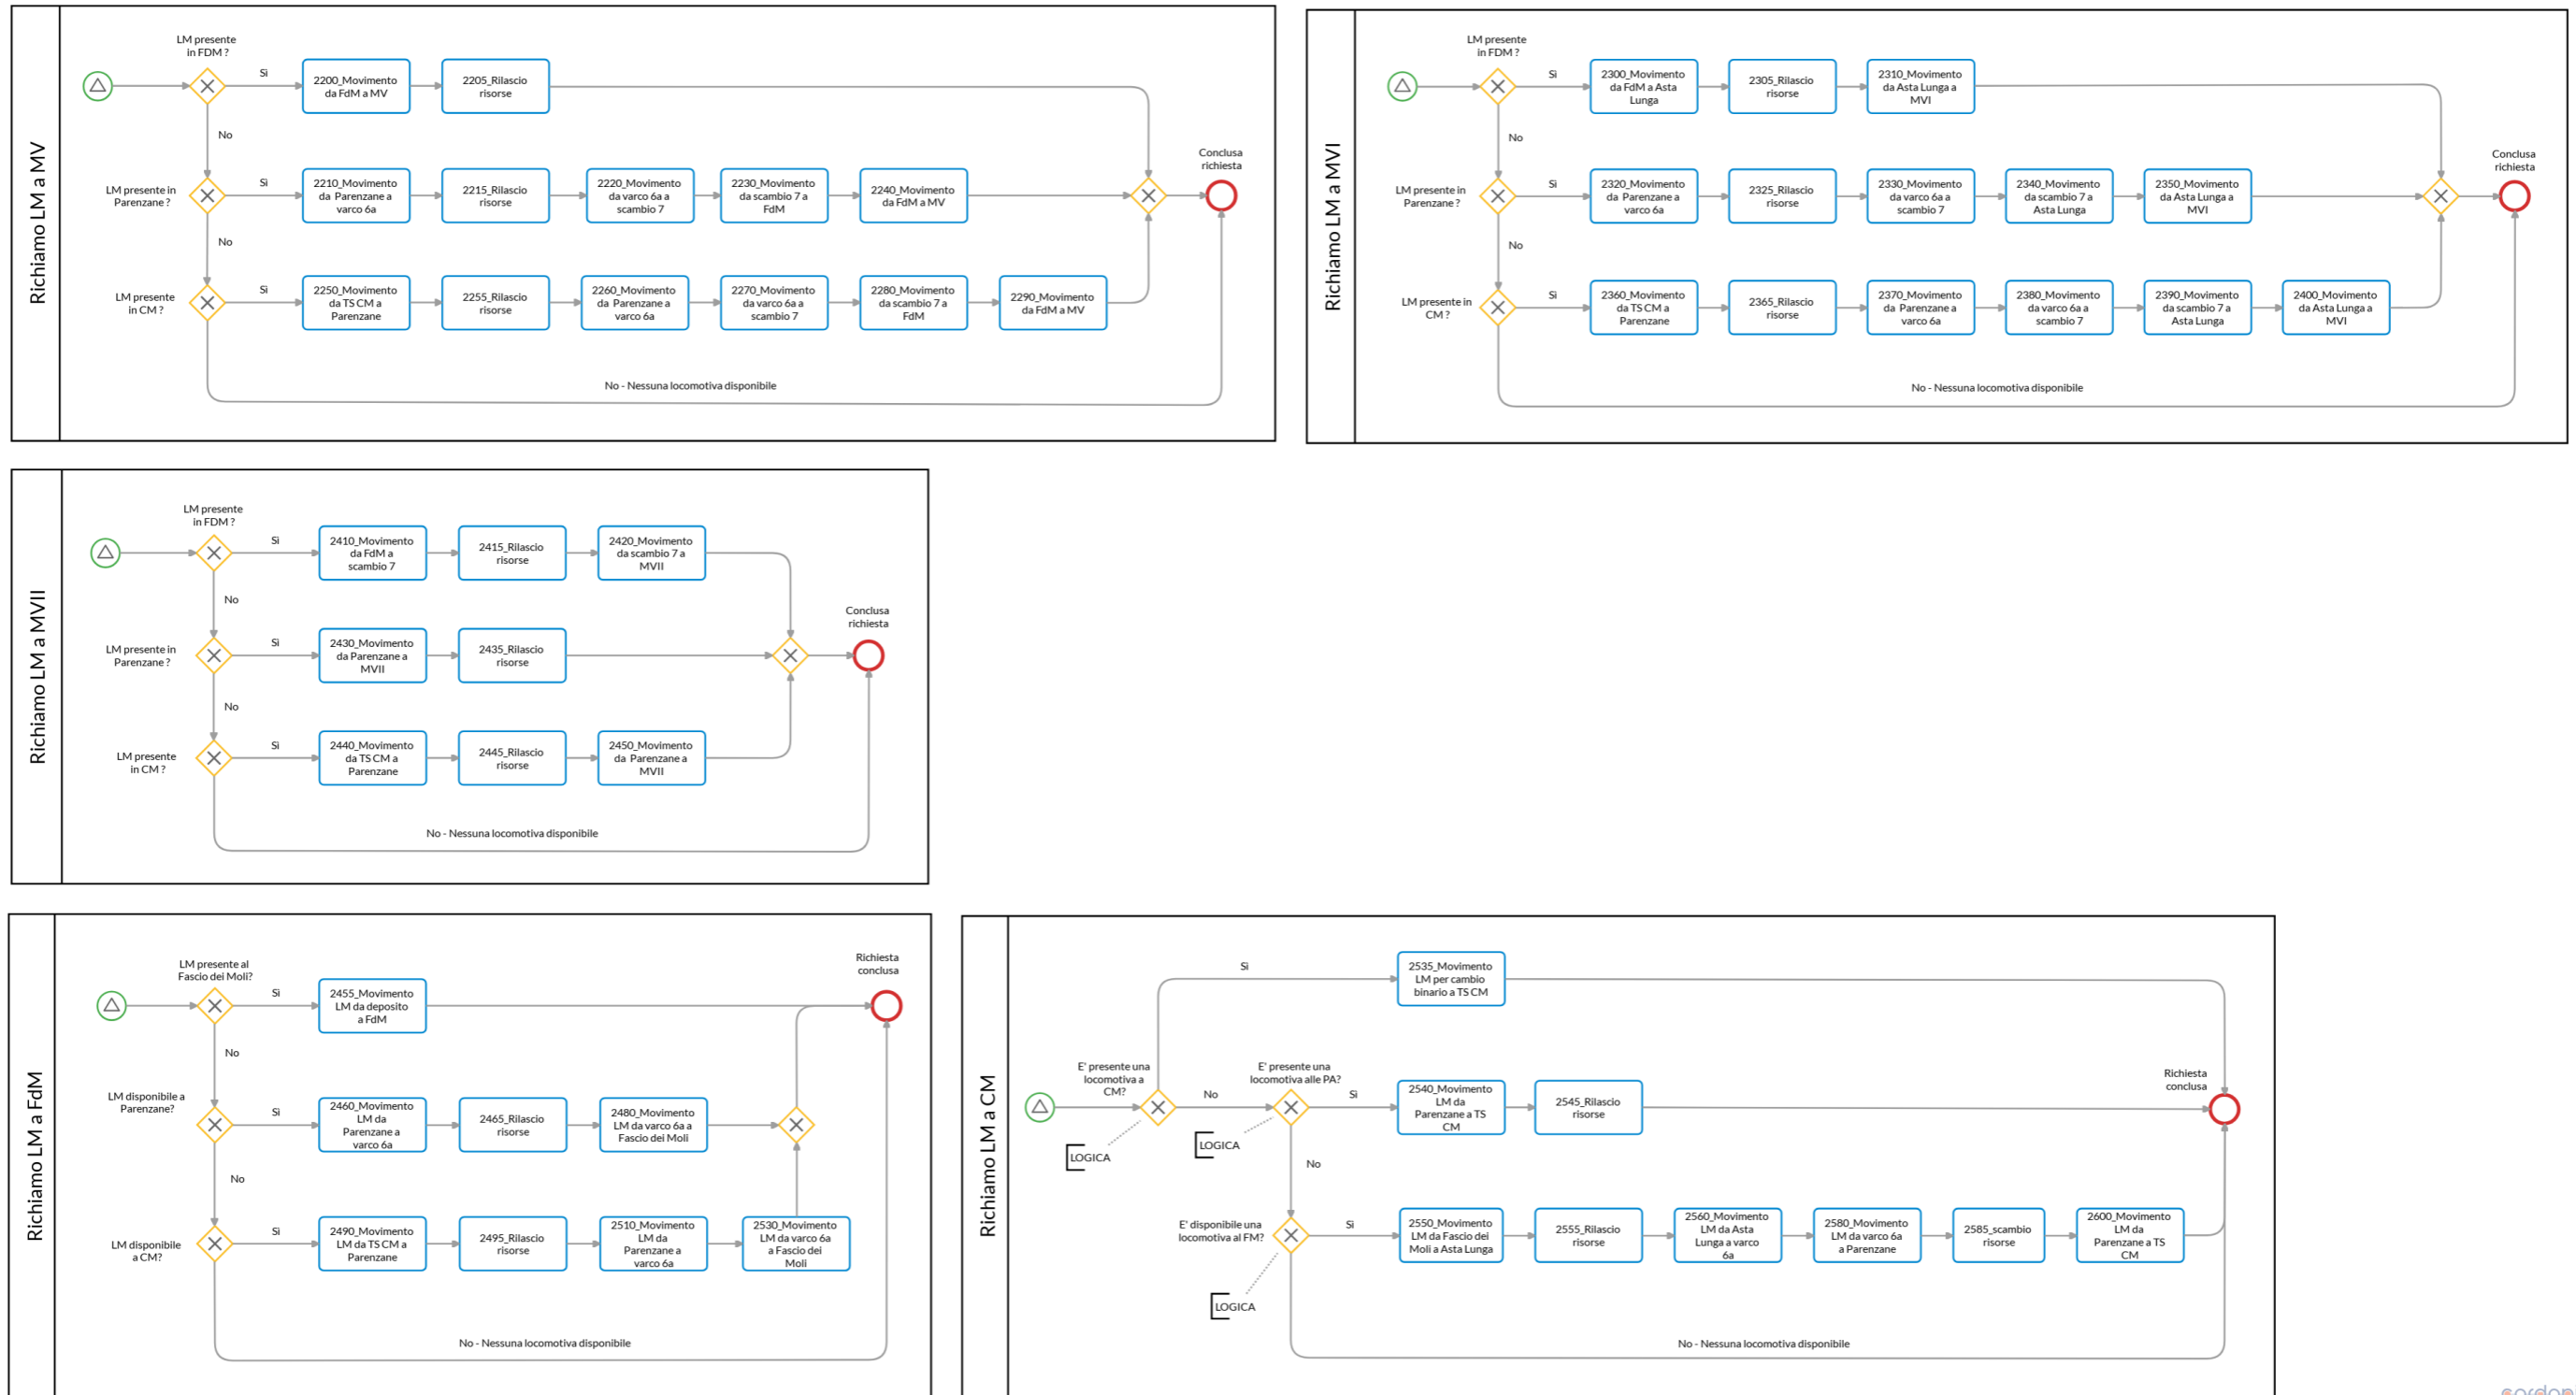 Richiamo LM a MV
LM presente
in FDM ?
Sì
2200_Movimento
da FdM a MV
2205_Rilascio
risorse
No
LM presente in
Parenzane ?
Sì
2210_Movimento
da Parenzane a
varco 6a
2215_Rilascio
risorse
2220_Movimento
da varco 6a a
scambio 7
2230_Movimento
da scambio 7 a
FdM
2240_Movimento
da FdM a MV
Conclusa
richiesta
No
LM presente
in CM ?
Sì
2250_Movimento
da TS CM a
Parenzane
2255_Rilascio
risorse
2260_Movimento
da Parenzane a
varco 6a
2270_Movimento
da varco 6a a
scambio 7
2280_Movimento
da scambio 7 a
FdM
2290_Movimento
da FdM a MV
No - Nessuna locomotiva disponibile
Richiamo LM a MVI
LM presente
in FDM ?
Sì
2300_Movimento
da FdM a Asta
Lunga
2305_Rilascio
risorse
2310_Movimento
da Asta Lunga a
MVI
No
LM presente in
Parenzane ?
Sì
2320_Movimento
da Parenzane a
varco 6a
2325_Rilascio
risorse
2330_Movimento
da varco 6a a
scambio 7
2340_Movimento
da scambio 7 a
Asta Lunga
2350_Movimento
da Asta Lunga a
MVI
Conclusa
richiesta
No
LM presente in
CM ?
Sì
2360_Movimento
da TS CM a
Parenzane
2365_Rilascio
risorse
2370_Movimento
da Parenzane a
varco 6a
2380_Movimento
da varco 6a a
scambio 7
2390_Movimento
da scambio 7 a
Asta Lunga
2400_Movimento
da Asta Lunga a
MVI
No - Nessuna locomotiva disponibile
Richiamo LM a MVII
LM presente
in FDM ?
Sì
2410_Movimento
da FdM a
scambio 7
2415_Rilascio
risorse
2420_Movimento
da scambio 7 a
MVII
No
LM presente in
Parenzane ?
Sì
2430_Movimento
da Parenzane a
MVII
2435_Rilascio
risorse
Conclusa
richiesta
No
LM presente
in CM ?
Sì
2440_Movimento
da TS CM a
Parenzane
2445_Rilascio
risorse
2450_Movimento
da Parenzane a
MVII
No - Nessuna locomotiva disponibile
Richiamo LM a FdM
LM presente al
Fascio dei Moli?
Sì
2455_Movimento
LM da deposito
a FdM
Richiesta
conclusa
No
LM disponibile a
Parenzane?
Sì
2460_Movimento
LM da
Parenzane a
varco 6a
2465_Rilascio
risorse
2480_Movimento
LM da varco 6a a
Fascio dei Moli
No
LM disponibile
a CM?
Sì
2490_Movimento
LM da TS CM a
Parenzane
2495_Rilascio
risorse
2510_Movimento
LM da
Parenzane a
varco 6a
2530_Movimento
LM da varco 6a
a Fascio dei
Moli
No - Nessuna locomotiva disponibile
Richiamo LM a CM
Sì
2535_Movimento
LM per cambio
binario a TS CM
E' presente una
locomotiva a
CM?
LOGICA
No
E' presente una
locomotiva alle PA?
LOGICA
Sì
2540_Movimento
LM da
Parenzane a TS
CM
2545_Rilascio
risorse
Richiesta
conclusa
No
E' disponibile una
locomotiva al FM?
LOGICA
Sì
2550_Movimento
LM da Fascio dei
Moli a Asta Lunga
2555_Rilascio
risorse
2560_Movimento
LM da Asta
Lunga a varco
6a
2580_Movimento
LM da varco 6a
a Parenzane
2585_scambio
risorse
2600_Movimento
LM da
Parenzane a TS
CM
No - Nessuna locomotiva disponibile